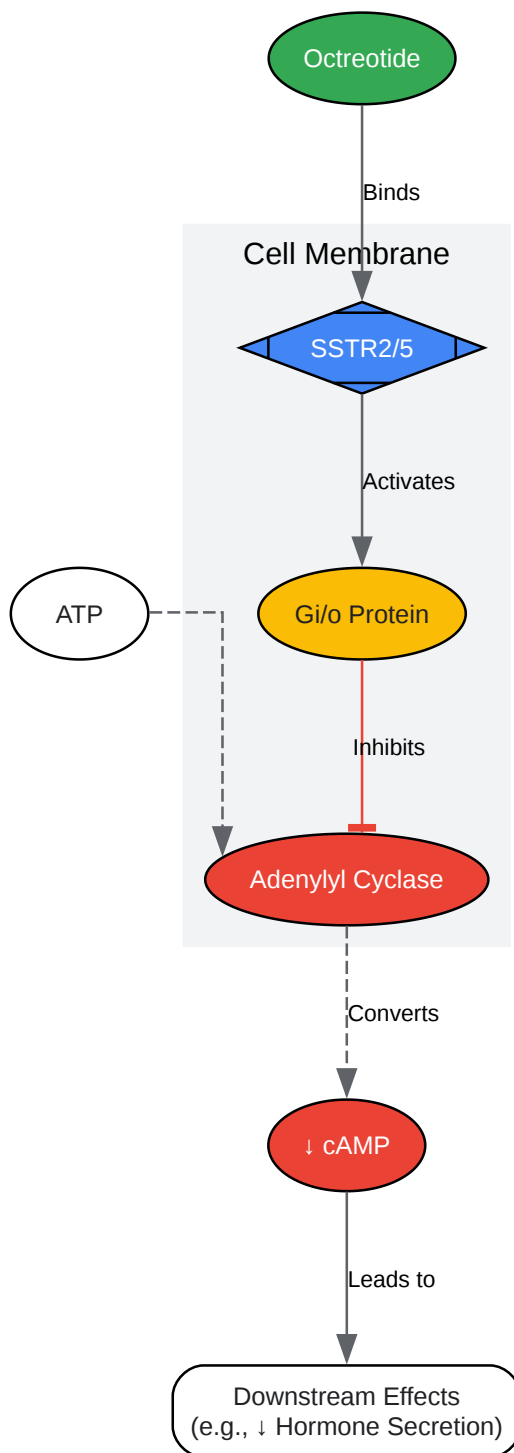 Octreotide
Binds
Cell Membrane
SSTR2/5
Activates
ATP
Gi/o Protein
Inhibits
Adenylyl Cyclase
Converts
↓ cAMP
Leads to
Downstream Effects
(e.g., ↓ Hormone Secretion)